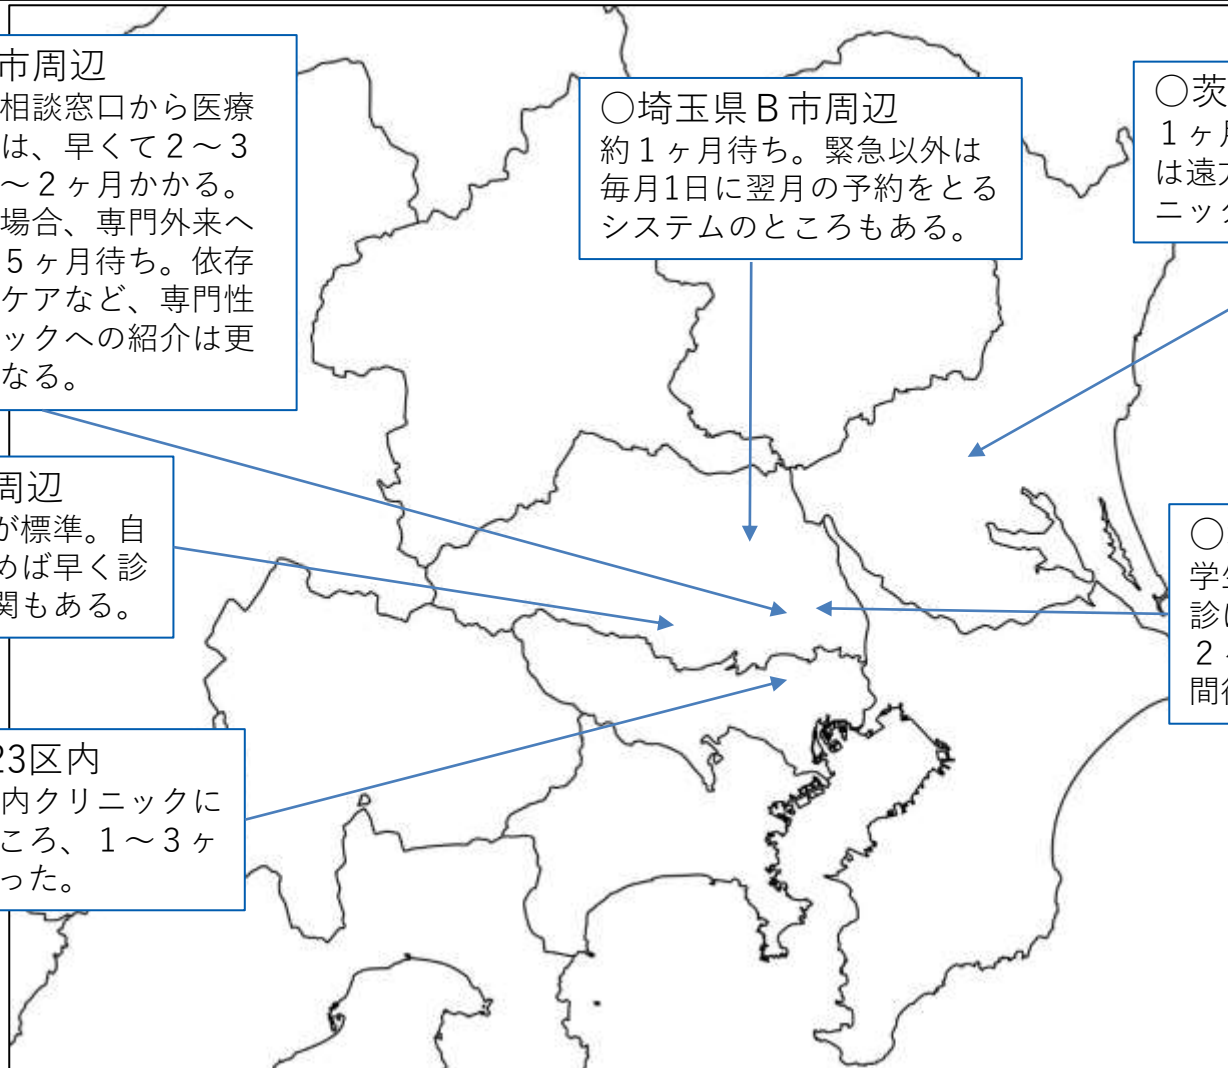 市周辺
相談窓口から医療
は、早くて２～３
～２ヶ月かかる。
場合、専門外来へ
５ヶ月待ち。依存
ケアなど、専門性
ックへの紹介は更
なる。
○埼玉県Ｂ市周辺
約１ヶ月待ち。緊急以外は
毎月1日に翌月の予約をとる
システムのところもある。
○茨
１ヶ月
は遠方
ニック
周辺
が標準。自
めば早く診
関もある。
○
学生
診に
２ヶ
間待
23区内
内クリニックに
ころ、１～３ヶ
った。